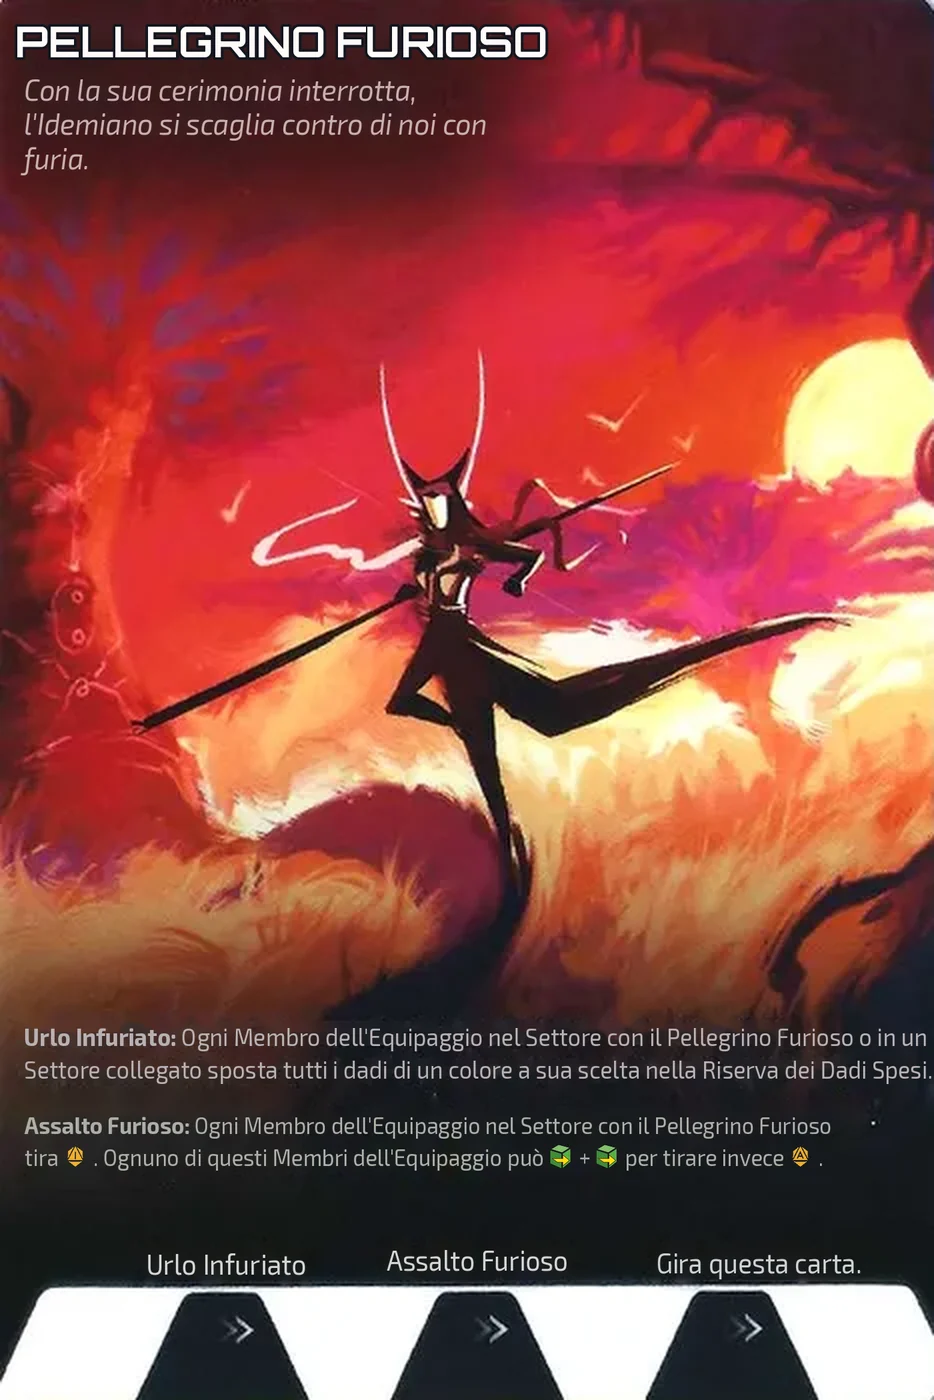 PELLEGRINO FURIOSO
Con la sua cerimonia interrotta,
l'Idemiano si scaglia contro di noi con
furia.
Urlo Infuriato: Ogni Membro dell'Equipaggio nel Settore con il Pellegrino Furioso o in un
Settore collegato sposta tutti i dadi di un colore a sua scelta nella Riserva dei Dadi Spesi.
Assalto Furioso: Ogni Membro dell'Equipaggio nel Settore con il Pellegrino Furioso
tira . Ognuno di questi Membri dell'Equipaggio può + per tirare invece .
Urlo Infuriato Assalto Furioso Gira questa carta.